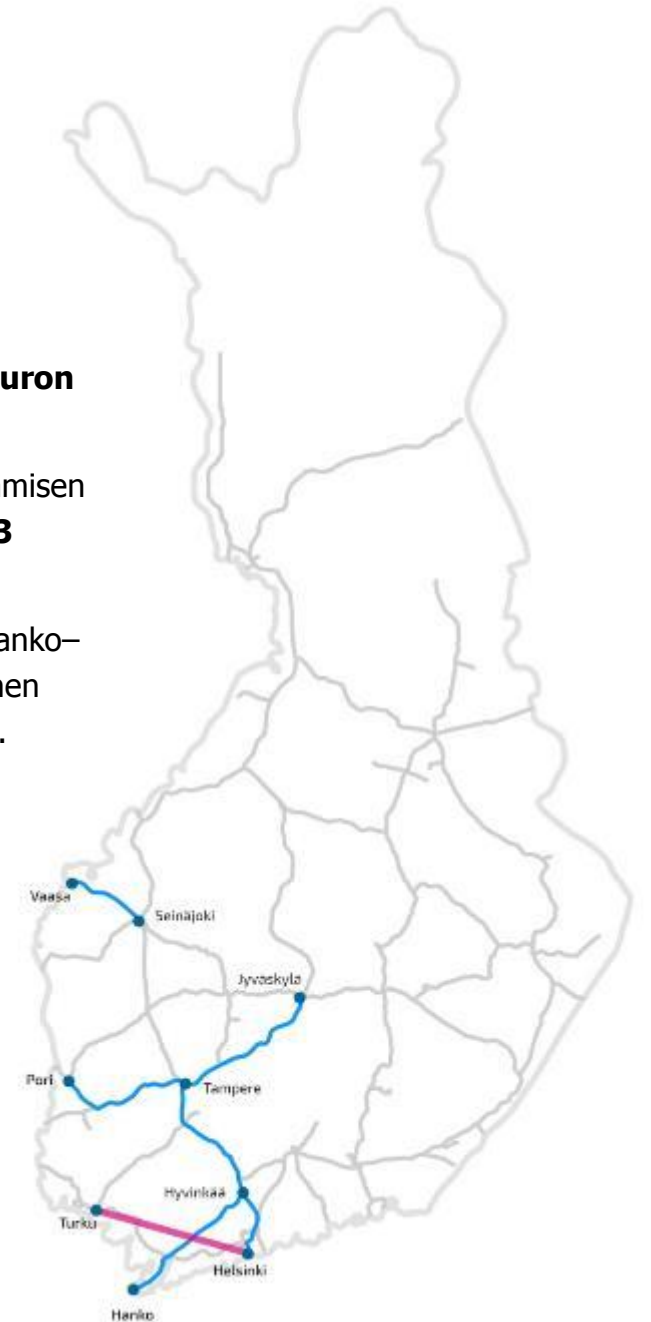 uron
misen
3
anko–
nen
.
Vaasa
Seinäjoki
Jyväskylä
Pori
Tampere
Hyvinkää
Turku
Helsinki
Hanko